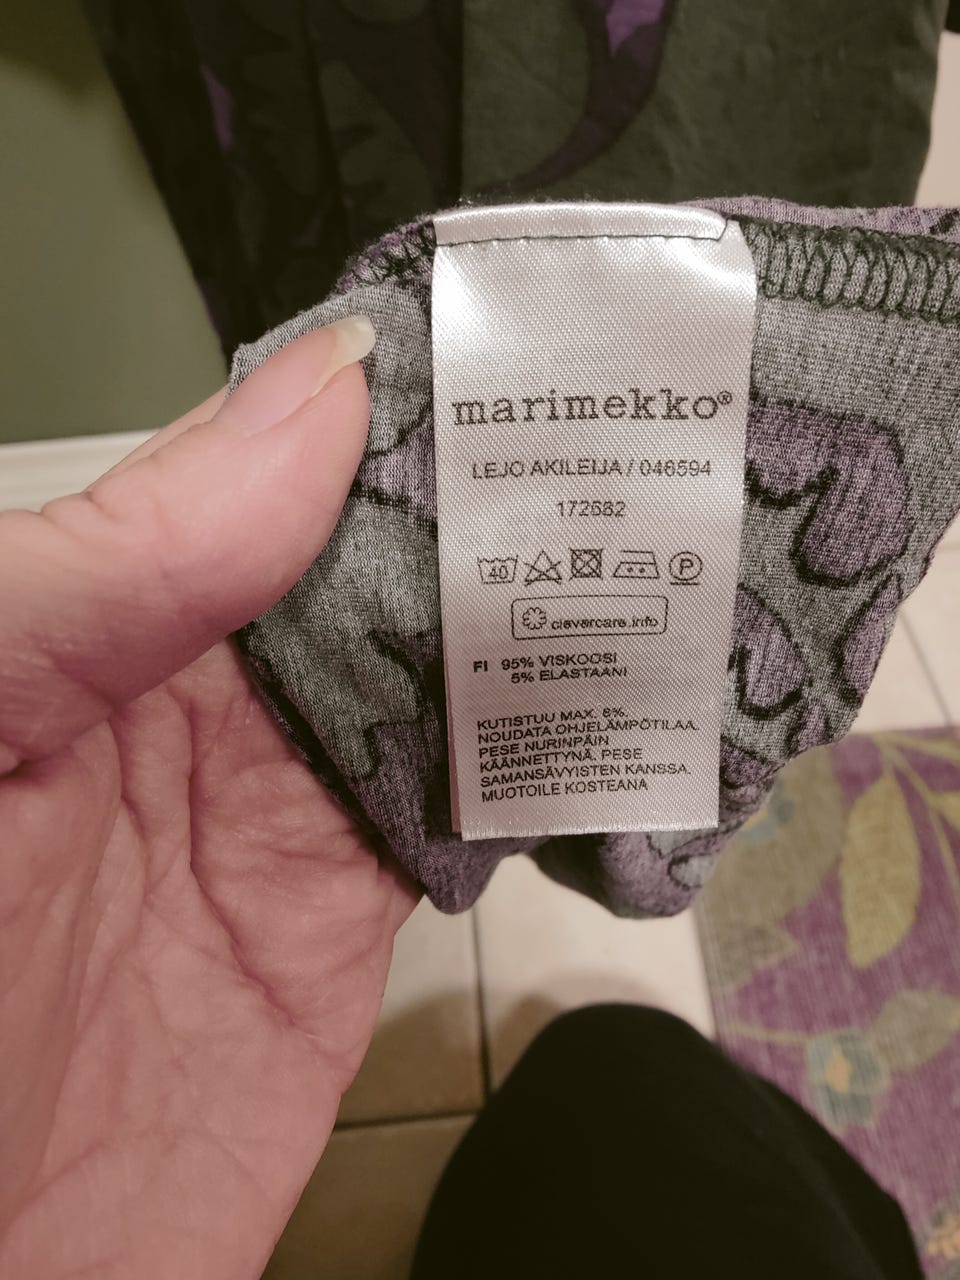 marimekko®
LEJO AKILEIJA / 046594
172682
40 P
clevercare.info
FI 95% VISKOOSI
5% ELASTAANI
KUTISTUU MAX. 6%.
NOUDATA OHJELÄMPÖTILAA.
PESE NURINPÄIN
KÄÄNNETTYNÄ. PESE
SAMANSÄVYISTEN KANSSA.
MUOTOILE KOSTEANA